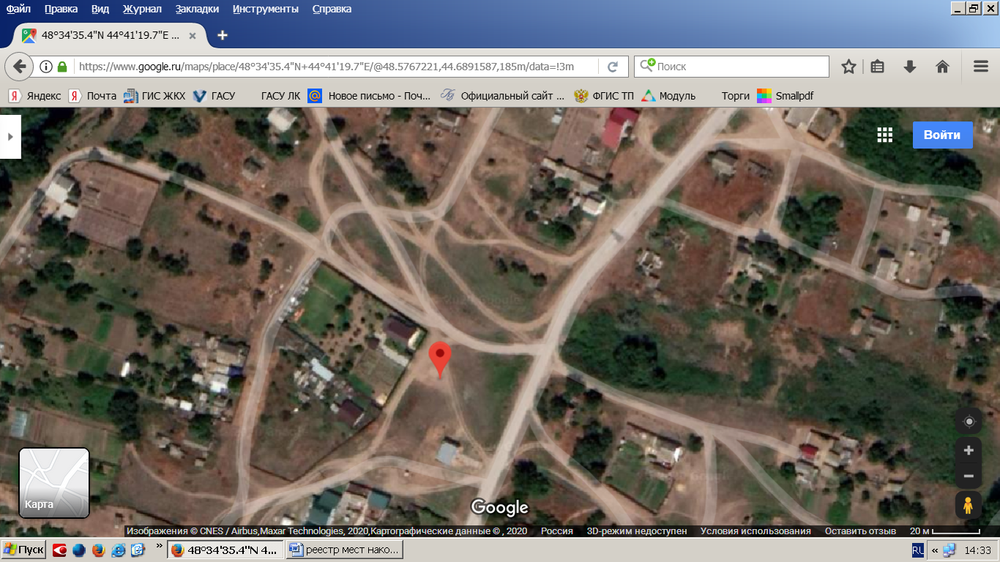 Файл Правка Вид Журнал Закладки Инструменты Справка
48°34'35.4"N 44°41'19.7"E ...
https://www.google.ru/maps/place/48°34'35.4"N+44°41'19.7"E/@48.5767221,44.6891587,185m/data=!3m
Поиск
Яндекс Почта ГИС ЖКХ ГАСУ ГАСУ ЛК Новое письмо - Поч... Официальный сайт ... ФГИС ТП Модуль Торги Smallpdf
Войти
Карта
Google
Изображения © CNES / Airbus,Maxar Technologies, 2020,Картографические данные © , 2020 Россия 3D-режим недоступен Условия использования Оставить отзыв 20 м
Пуск » 48°34'35.4"N 4... реестр мест нако... RU « 14:33